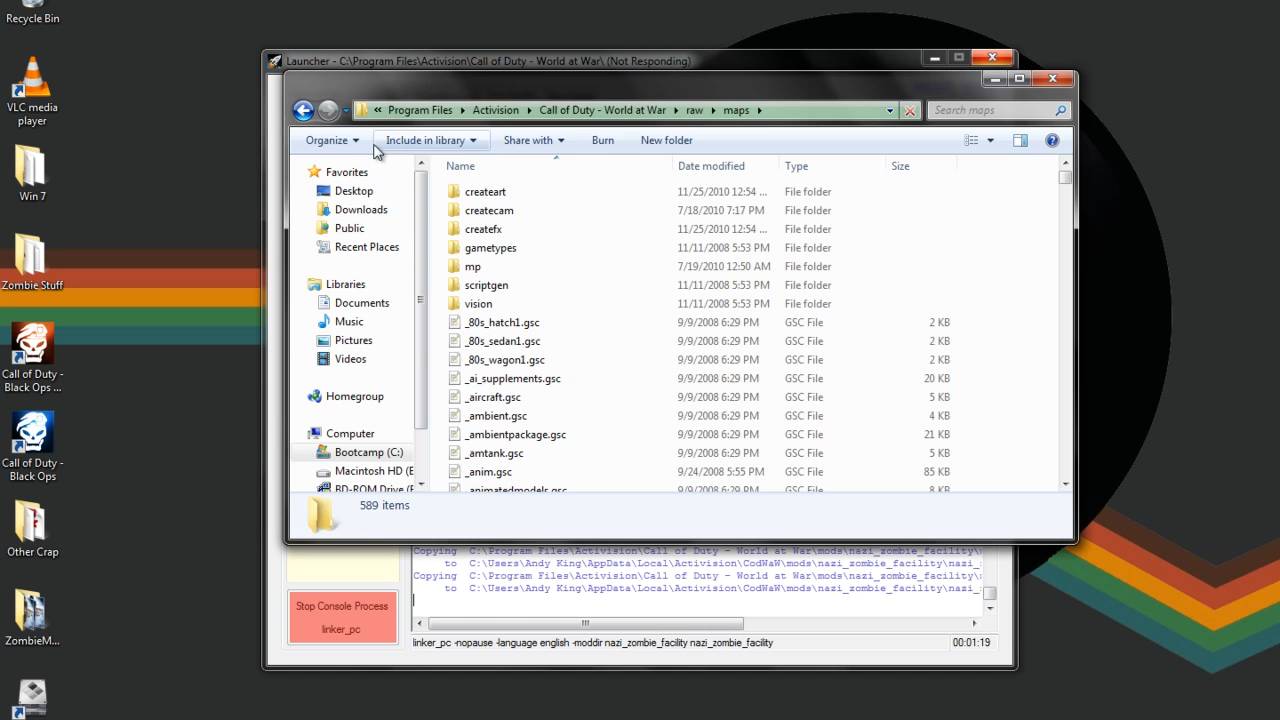 Recycle Bin
VLC media
player
Win 7
Zombie Stuff
Call of Duty -
Black Ops ...
Call of Duty -
Black Ops
Other Crap
ZombieM...
Launcher - C:\Program Files\Activision\Call of Duty - World at War\ (Not Responding)
« Program Files Activision Call of Duty - World at War raw maps
Search maps
Organize Include in library Share with Burn New folder
Favorites
Desktop
Downloads
Public
Recent Places
Libraries
Documents
Music
Pictures
Videos
Homegroup
Computer
Bootcamp (C:)
Macintosh HD (E
BD-ROM Drive (F
Name Date modified Type Size
createart 11/25/2010 12:54 ... File folder
createcam 7/18/2010 7:17 PM File folder
createfx 11/25/2010 12:54 ... File folder
gametypes 11/11/2008 5:53 PM File folder
mp 7/19/2010 12:50 AM File folder
scriptgen 11/11/2008 5:53 PM File folder
vision 11/11/2008 5:53 PM File folder
_80s_hatch1.gsc 9/9/2008 6:29 PM GSC File 2 KB
_80s_sedan1.gsc 9/9/2008 6:29 PM GSC File 2 KB
_80s_wagon1.gsc 9/9/2008 6:29 PM GSC File 2 KB
_ai_supplements.gsc 9/9/2008 6:29 PM GSC File 20 KB
_aircraft.gsc 9/9/2008 6:29 PM GSC File 5 KB
_ambient.gsc 9/9/2008 6:29 PM GSC File 4 KB
_ambientpackage.gsc 9/9/2008 6:29 PM GSC File 21 KB
_amtank.gsc 9/9/2008 6:29 PM GSC File 5 KB
_anim.gsc 9/24/2008 5:55 PM GSC File 85 KB
_animatedmodels.gsc 9/9/2008 6:29 PM GSC File 8 KB
589 items
Copying C:\Program Files\Activision\Call of Duty - World at War\mods\nazi_zombie_facility\
to C:\Users\Andy King\AppData\Local\Activision\CodWaW\mods\nazi_zombie_facility\nazi_
Copying C:\Program Files\Activision\Call of Duty - World at War\mods\nazi_zombie_facility\
to C:\Users\Andy King\AppData\Local\Activision\CodWaW\mods\nazi_zombie_facility\nazi_
Stop Console Process
linker_pc
linker_pc -nopause -language english -moddir nazi_zombie_facility nazi_zombie_facility 00:01:19